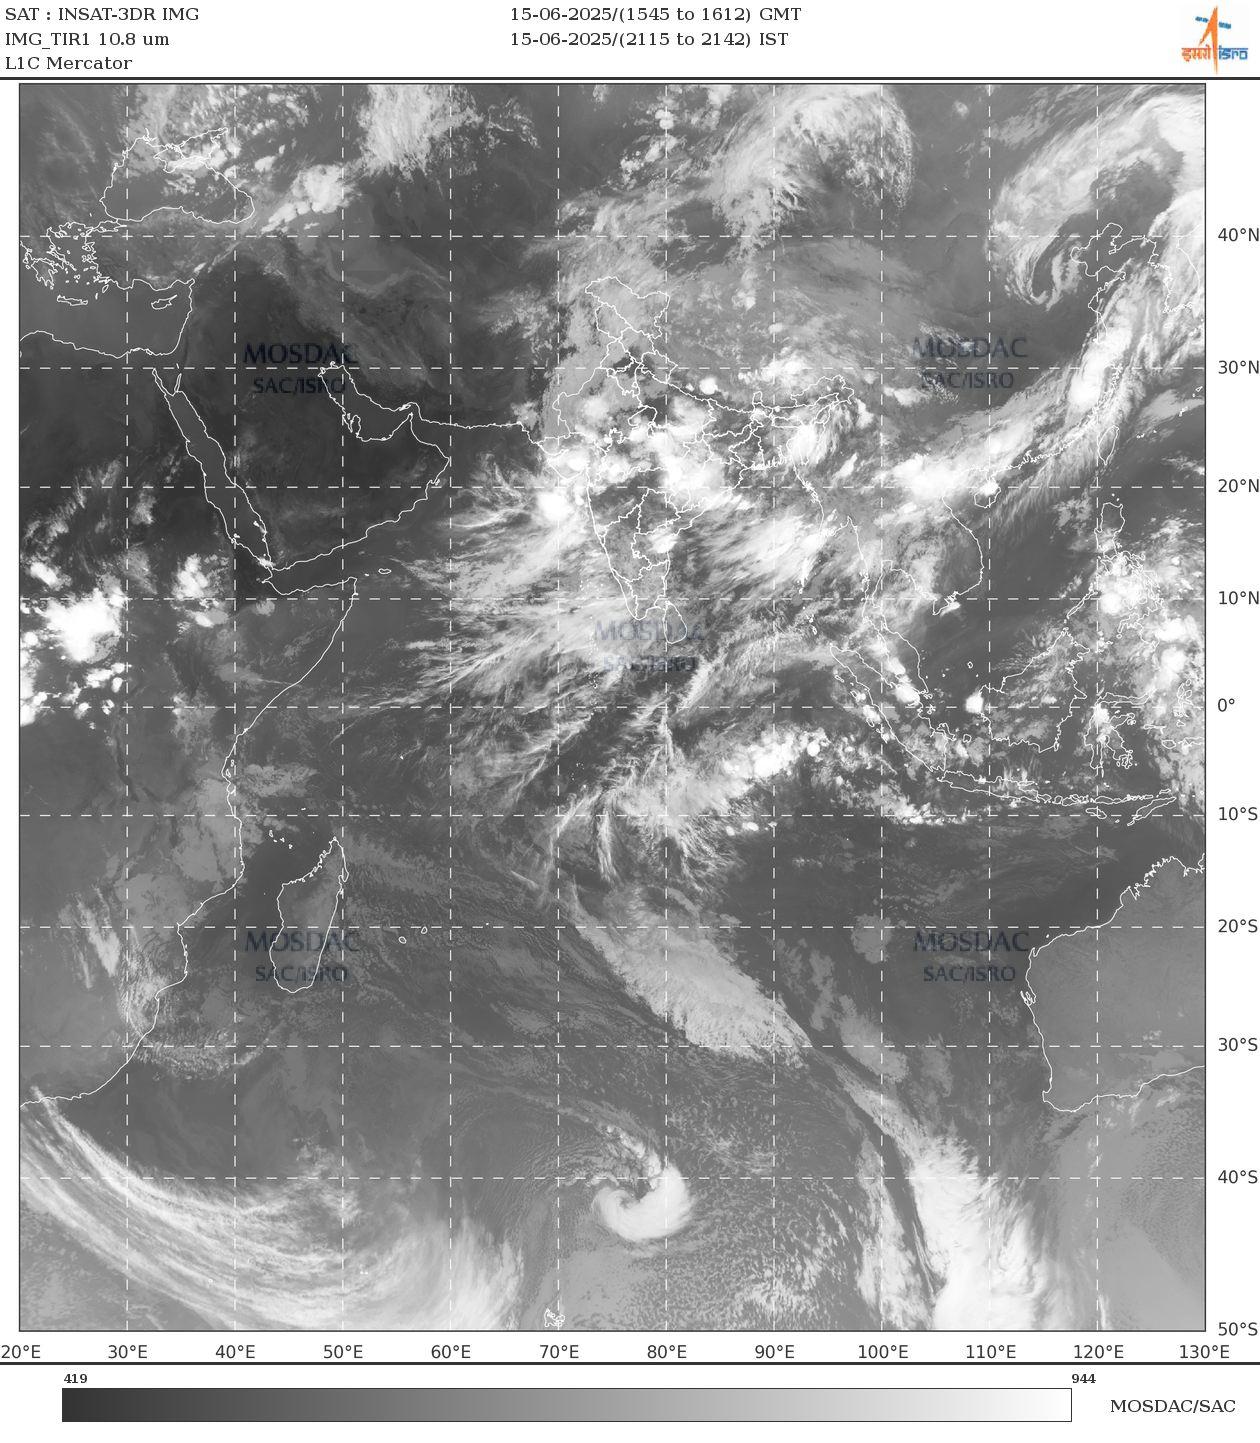 SAT : INSAT-3DR IMG
IMG_TIR1 10.8 um
L1C Mercator
15-06-2025/(1545 to 1612) GMT
15-06-2025/(2115 to 2142) IST
इसरो isro
MOSDAC
SAC/ISRO
MOSDAC
SAC/ISRO
MOSDAC
SAC/ISRO
MOSDAC
SAC/ISRO
MOSDAC
SAC/ISRO
40°N
30°N
20°N
10°N
0°
10°S
20°S
30°S
40°S
50°S
20°E 30°E 40°E 50°E 60°E 70°E 80°E 90°E 100°E 110°E 120°E 130°E
419 944
MOSDAC/SAC